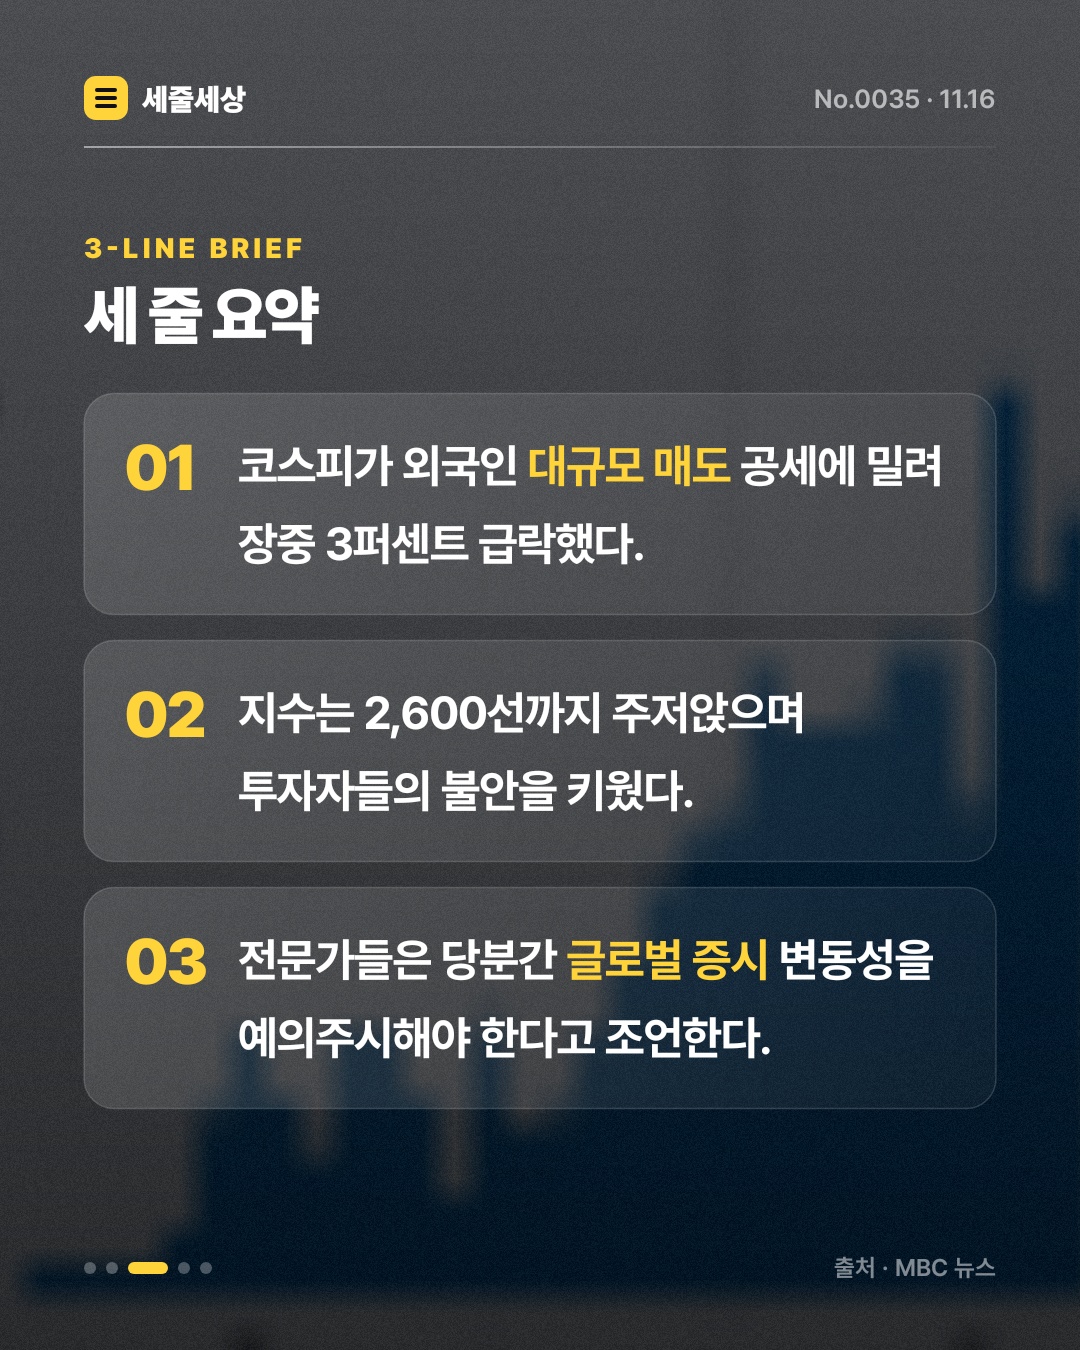 세줄세상
No.0035 · 11.16
3-LINE BRIEF
세 줄 요약
01 코스피가 외국인 대규모 매도 공세에 밀려
장중 3퍼센트 급락했다.
02 지수는 2,600선까지 주저앉으며
투자자들의 불안을 키웠다.
03 전문가들은 당분간 글로벌 증시 변동성을
예의주시해야 한다고 조언한다.
출처 · MBC 뉴스